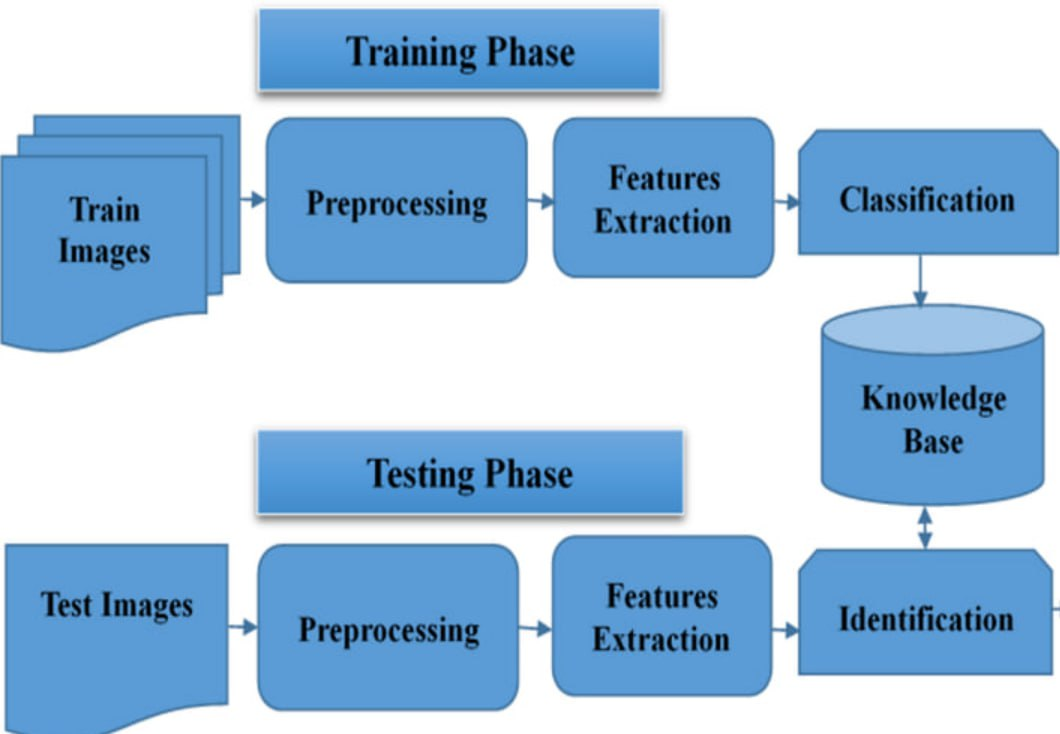 Training Phase
Train
Images
Preprocessing
Features
Extraction
Classification
Knowledge
Base
Testing Phase
Test Images
Preprocessing
Features
Extraction
Identification